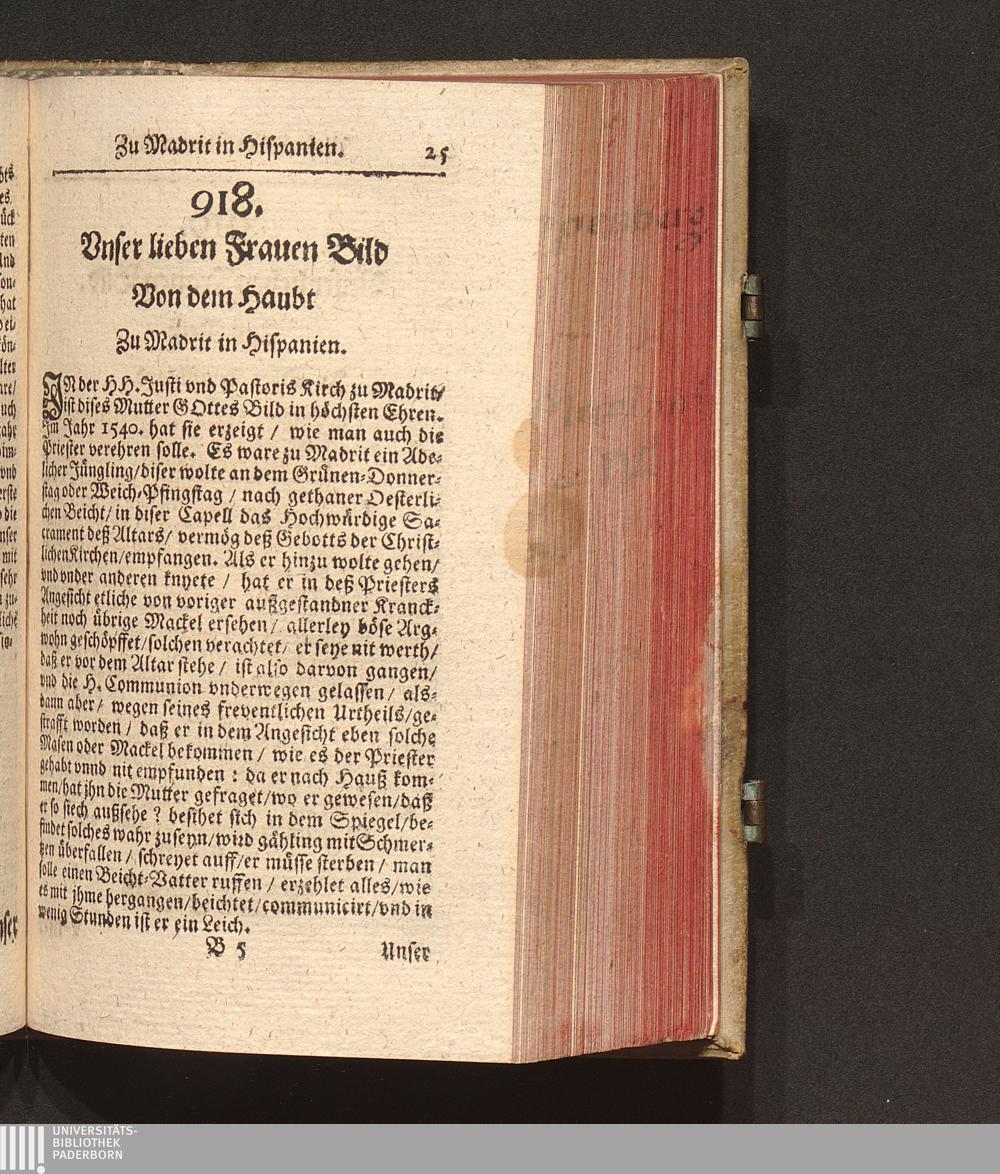 Zu Madrit in Hispanien. 25
918.
Vnser lieben Frauen Bild
Von dem Haubt
Zu Madrit in Hispanien.
IN der HH. Justi vnd Pastoris Kirch zu Madrit/
ist dises Mutter GOttes Bild in höchsten Ehren.
Im Jahr 1540. hat sie erzeigt / wie man auch die
Priester verehren solle. Es ware zu Madrit ein Ade-
licher Jüngling/diser wolte an dem Grünen-Donner-
stag oder Weich-Pfingstag / nach gethaner Oesterli-
chen Beicht/ in diser Capell das Hochwürdige Sa-
crament deß Altars/ vermög deß Gebotts der Christ-
lichen Kirchen/empfangen. Als er hinzu wolte gehen/
vnd vnder anderen knyete / hat er in deß Priesters
Angesicht etliche von voriger außgestandner Kranck-
heit noch übrige Mackel ersehen / allerley böse Arg-
wohn geschöpffet/solchen verachtet/ er seye nit werth/
daß er vor dem Altar stehe / ist also darvon gangen/
vnd die H. Communion vnderwegen gelassen / als-
dann aber/ wegen seines freventlichen Urtheils/ge-
strafft worden / daß er in dem Angesicht eben solche
Masen oder Mackel bekommen / wie es der Priester
gehabt vnnd nit empfunden : da er nach Hauß kom-
men/hat jhn die Mutter gefraget/wo er gewesen/daß
er so siech außsehe ? besihet sich in dem Spiegel/be-
findet solches wahr zuseyn/wird gähling mit Schmer-
tzen überfallen / schreyet auff/er müsse sterben / man
solle einen Beicht-Vatter ruffen / erzehlet alles/wie
es mit jhme hergangen/beichtet/communicirt/vnd in
wenig Stunden ist er ein Leich.
B 5 Unser
UNIVERSITÄTS-
BIBLIOTHEK
PADERBORN